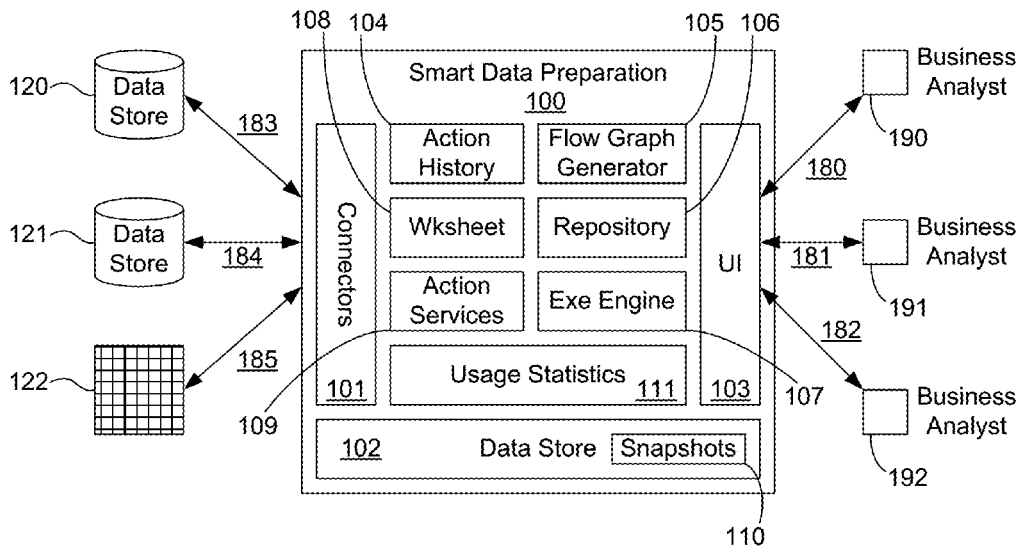 108
104
105
106
120
Data
Store
183
Smart Data Preparation
100
Action
History
Flow Graph
Generator
Business
Analyst
190
180
121
Data
Store
184
Connectors
Wksheet
Repository
UI
181
Business
Analyst
191
Action
Services
Exe Engine
182
122
185
101
Usage Statistics
111
103
109
107
Business
Analyst
192
102
Data Store
Snapshots
110